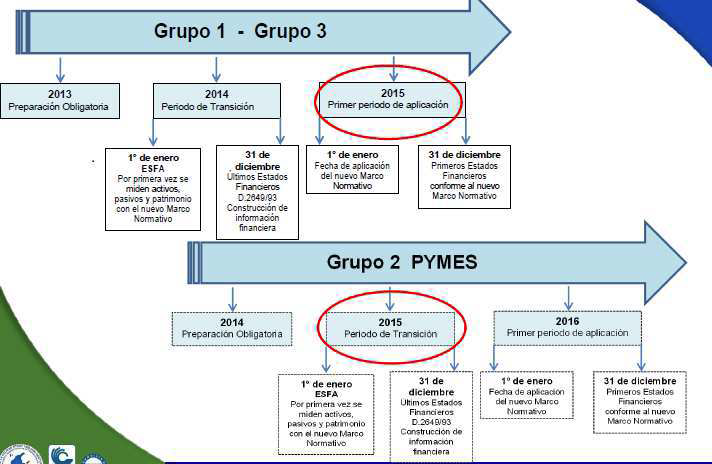 Grupo 1 - Grupo 3
2013
Preparación Obligatoria
2014
Periodo de Transición
2015
Primer periodo de aplicación
1° de enero
ESFA
Por primera vez se
miden activos,
pasivos y patrimonio
con el nuevo Marco
Normativo
31 de
diciembre
Últimos Estados
Financieros
D.2649/93
Construcción de
información
financiera
1° de enero
Fecha de aplicación
del nuevo Marco
Normativo
31 de diciembre
Primeros Estados
Financieros
conforme al nuevo
Marco Normativo
Grupo 2 PYMES
2014
Preparación Obligatoria
2015
Periodo de Transición
2016
Primer periodo de aplicación
1° de enero
ESFA
Por primera vez se
miden activos,
pasivos y patrimonio
con el nuevo Marco
Normativo
31 de
diciembre
Últimos Estados
Financieros
D.2649/93
Construcción de
información
financiera
1° de enero
Fecha de aplicación
del nuevo Marco
Normativo
31 de diciembre
Primeros Estados
Financieros
conforme al nuevo
Marco Normativo